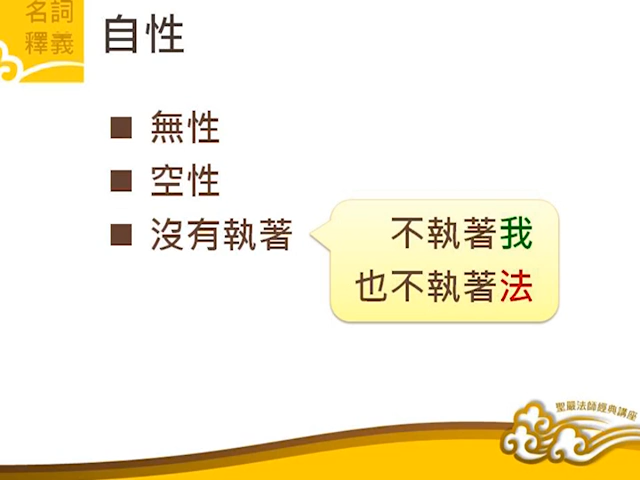 名詞
釋義
自性
無性
空性
沒有執著
不執著我
也不執著法
聖嚴法師經典講座